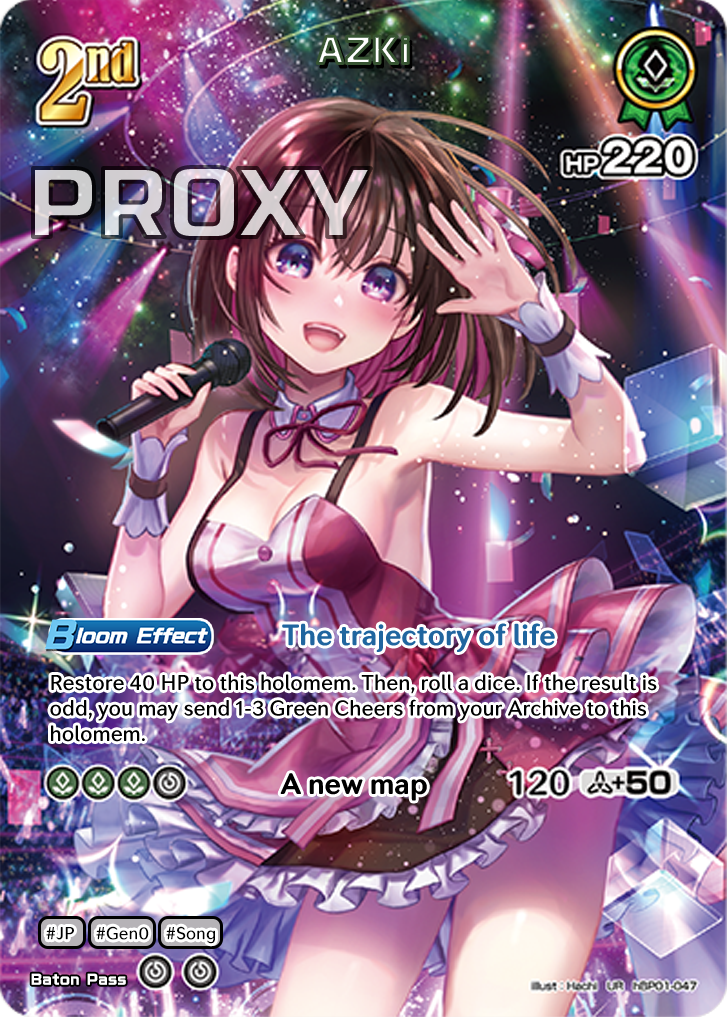 2nd
AZKi
HP220
PROXY
Bloom Effect The trajectory of life
Restore 40 HP to this holomem. Then, roll a dice. If the result is
odd, you may send 1-3 Green Cheers from your Archive to this
holomem.
A new map 120 +50
#JP #Gen0 #Song
Baton Pass
illust : Hachi UR hBP01-047